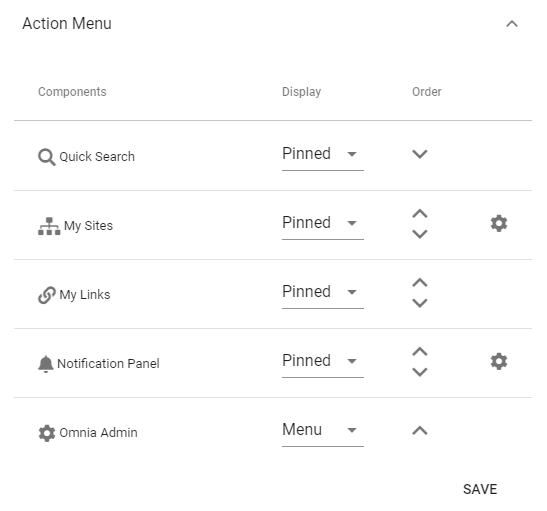 Action Menu
Components Display Order
Quick Search Pinned
My Sites Pinned
My Links Pinned
Notification Panel Pinned
Omnia Admin Menu
SAVE